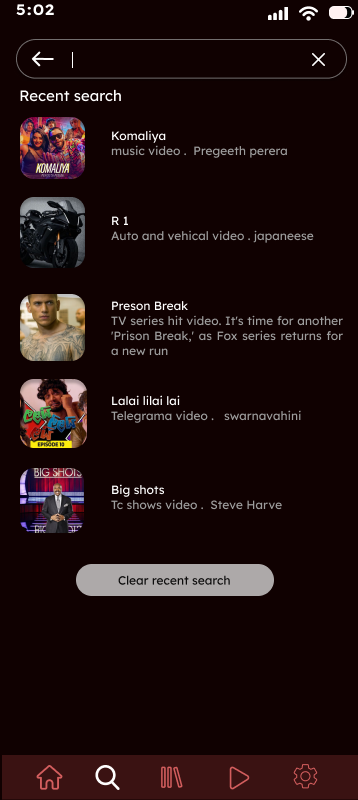 5:02
Recent search
KOMALIYA
Komaliya
music video . Pregeeth perera
R 1
Auto and vehical video . japaneese
Preson Break
TV series hit video. It's time for another
'Prison Break,' as Fox series returns for
a new run
EPISODE 10
Lalai lilai lai
Telegrama video . swarnavahini
BIG SHOTS
Big shots
Tc shows video . Steve Harve
Clear recent search